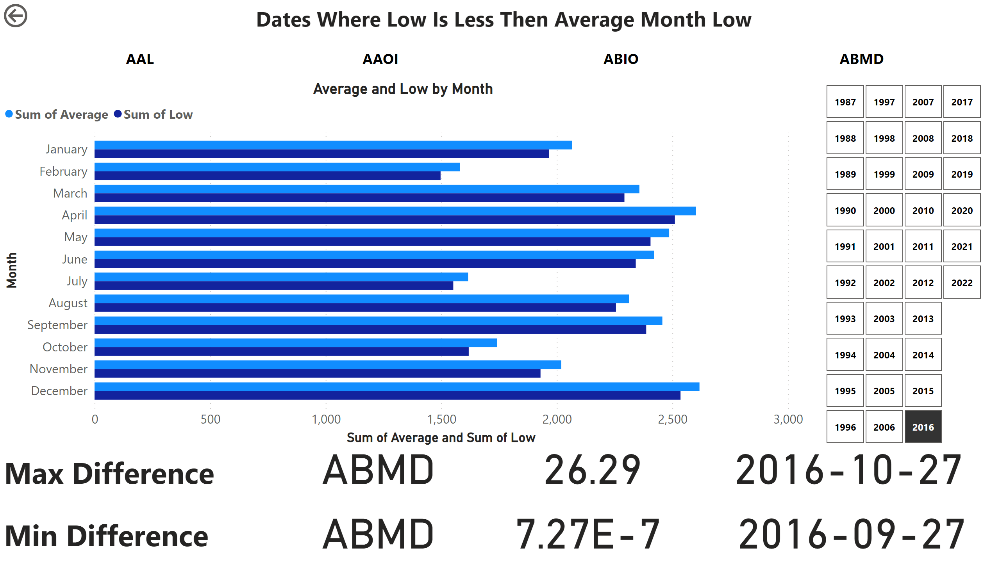 Dates Where Low Is Less Then Average Month Low
AAL AAOI ABIO ABMD
Average and Low by Month
Sum of Average Sum of Low
Month
January
February
March
April
May
June
July
August
September
October
November
December
0 500 1,000 1,500 2,000 2,500 3,000
Sum of Average and Sum of Low
1987 1997 2007 2017
1988 1998 2008 2018
1989 1999 2009 2019
1990 2000 2010 2020
1991 2001 2011 2021
1992 2002 2012 2022
1993 2003 2013
1994 2004 2014
1995 2005 2015
1996 2006 2016
Max Difference ABMD 26.29 2016-10-27
Min Difference ABMD 7.27E-7 2016-09-27